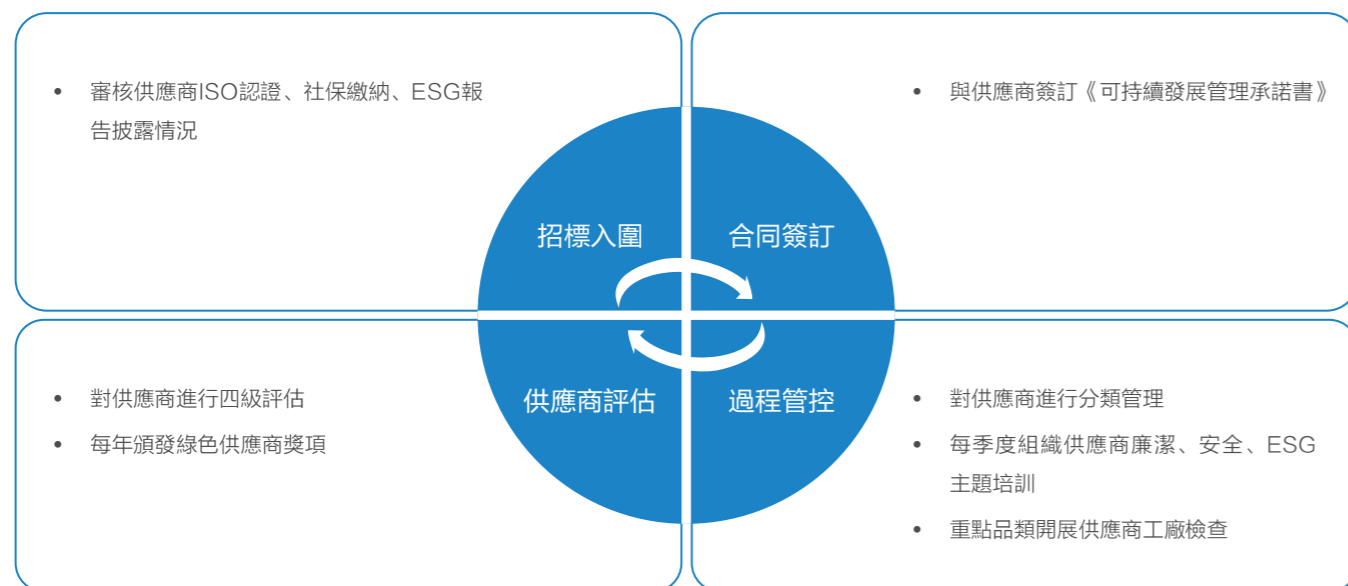 • 審核供應商ISO認證、社保繳納、ESG報
告披露情況
招標入圍
• 與供應商簽訂《可持續發展管理承諾書》
合同簽訂
• 對供應商進行四級評估
• 每年頒發綠色供應商獎項
供應商評估
過程管控
• 對供應商進行分類管理
• 每季度組織供應商廉潔、安全、ESG
主題培訓
• 重點品類開展供應商工廠檢查